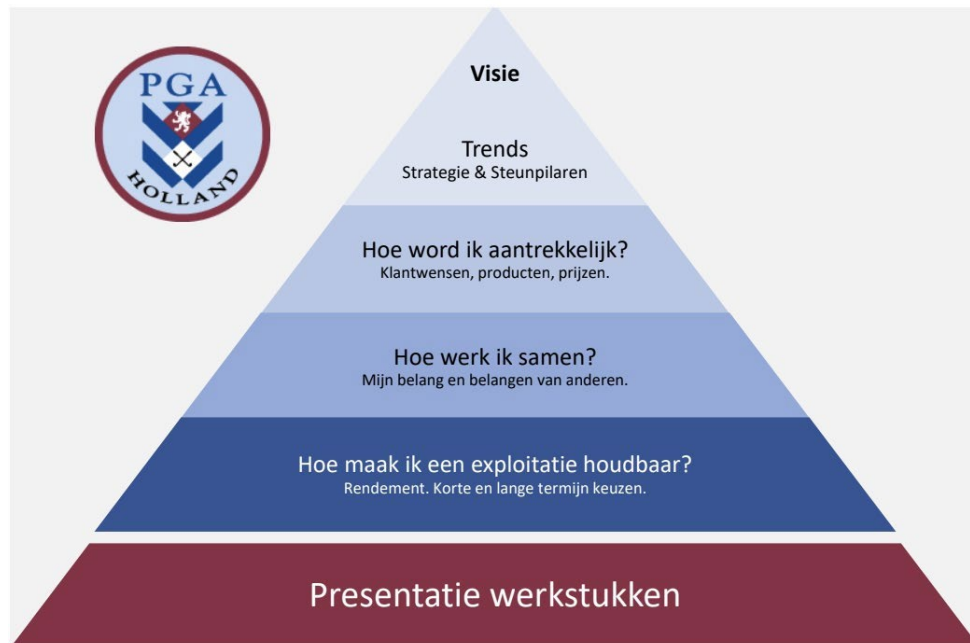 PGA
HOLLAND
Visie
Trends
Strategie & Steunpilaren
Hoe word ik aantrekkelijk?
Klantwensen, producten, prijzen.
Hoe werk ik samen?
Mijn belang en belangen van anderen.
Hoe maak ik een exploitatie houdbaar?
Rendement. Korte en lange termijn keuzen.
Presentatie werkstukken